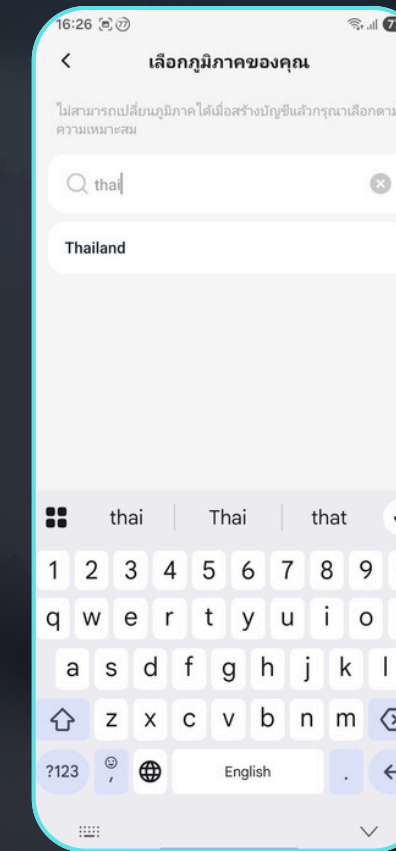 16:26
เลือกภูมิภาคของคุณ
ไม่สามารถเปลี่ยนภูมิภาคได้เมื่อสร้างบัญชีแล้วกรุณาเลือกตาม
ความเหมาะสม
thai
Thailand
thai Thai that
1 2 3 4 5 6 7 8 9
q w e r t y u i o
a s d f g h j k l
z x c v b n m
?123 , English .